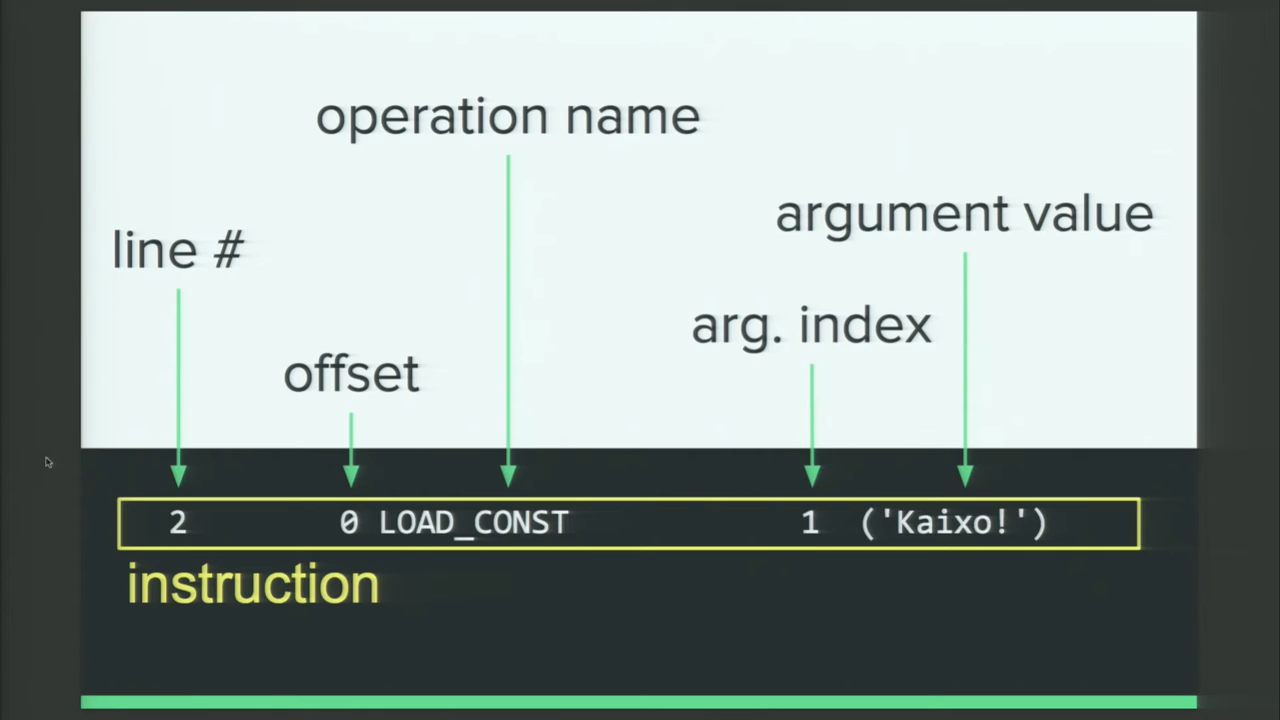 operation name
argument value
line #
arg. index
offset
2 0 LOAD_CONST 1 ('Kaixo!')
instruction